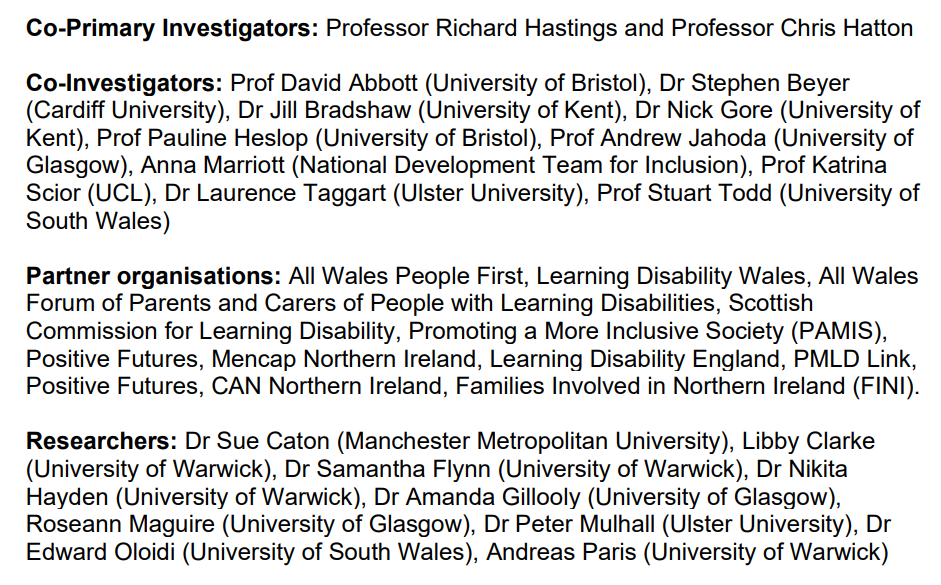 Co-Primary Investigators: Professor Richard Hastings and Professor Chris Hatton
Co-Investigators: Prof David Abbott (University of Bristol), Dr Stephen Beyer
(Cardiff University), Dr Jill Bradshaw (University of Kent), Dr Nick Gore (University of
Kent), Prof Pauline Heslop (University of Bristol), Prof Andrew Jahoda (University of
Glasgow), Anna Marriott (National Development Team for Inclusion), Prof Katrina
Scior (UCL), Dr Laurence Taggart (Ulster University), Prof Stuart Todd (University of
South Wales)
Partner organisations: All Wales People First, Learning Disability Wales, All Wales
Forum of Parents and Carers of People with Learning Disabilities, Scottish
Commission for Learning Disability, Promoting a More Inclusive Society (PAMIS),
Positive Futures, Mencap Northern Ireland, Learning Disability England, PMLD Link,
Positive Futures, CAN Northern Ireland, Families Involved in Northern Ireland (FINI).
Researchers: Dr Sue Caton (Manchester Metropolitan University), Libby Clarke
(University of Warwick), Dr Samantha Flynn (University of Warwick), Dr Nikita
Hayden (University of Warwick), Dr Amanda Gillooly (University of Glasgow),
Roseann Maguire (University of Glasgow), Dr Peter Mulhall (Ulster University), Dr
Edward Oloidi (University of South Wales), Andreas Paris (University of Warwick)